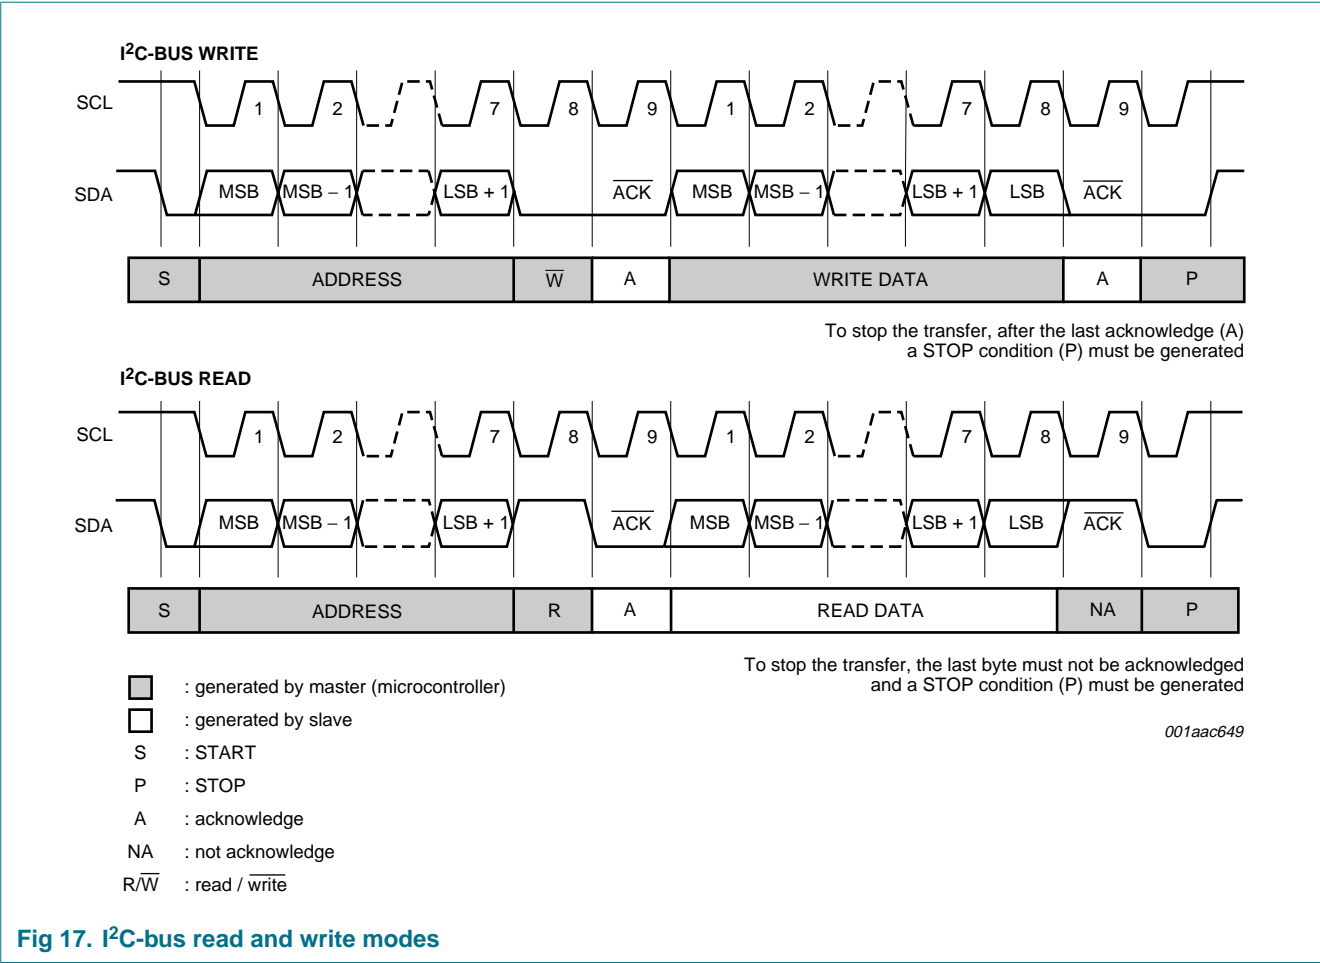 I2C-BUS WRITE
SCL 1 2 7 8 9 1 2 7 8 9
SDA MSB MSB − 1 LSB + 1 A̅C̅K̅ MSB MSB − 1 LSB + 1 LSB A̅C̅K̅
S ADDRESS W̅ A WRITE DATA A P
To stop the transfer, after the last acknowledge (A)
a STOP condition (P) must be generated
I2C-BUS READ
SCL 1 2 7 8 9 1 2 7 8 9
SDA MSB MSB − 1 LSB + 1 A̅C̅K̅ MSB MSB − 1 LSB + 1 LSB A̅C̅K̅
S ADDRESS R A READ DATA NA P
To stop the transfer, the last byte must not be acknowledged
and a STOP condition (P) must be generated
: generated by master (microcontroller)
: generated by slave
001aac649
S : START
P : STOP
A : acknowledge
NA : not acknowledge
R/W̅ : read / w̅r̅i̅t̅e̅
Fig 17. I2C-bus read and write modes